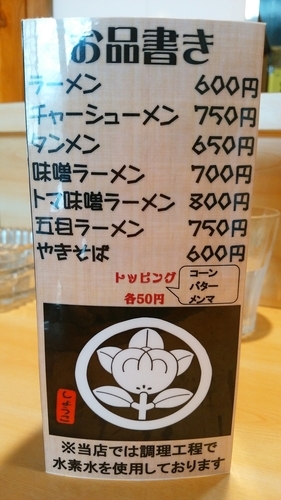 お品書き
ラーメン 600円
チャーシューメン 750円
タンメン 650円
味噌ラーメン 700円
トマ味噌ラーメン 800円
五目ラーメン 750円
やきそば 600円
トッピング
各50円
コーン
バター
メンマ
※当店では調理工程で
水素水を使用しております